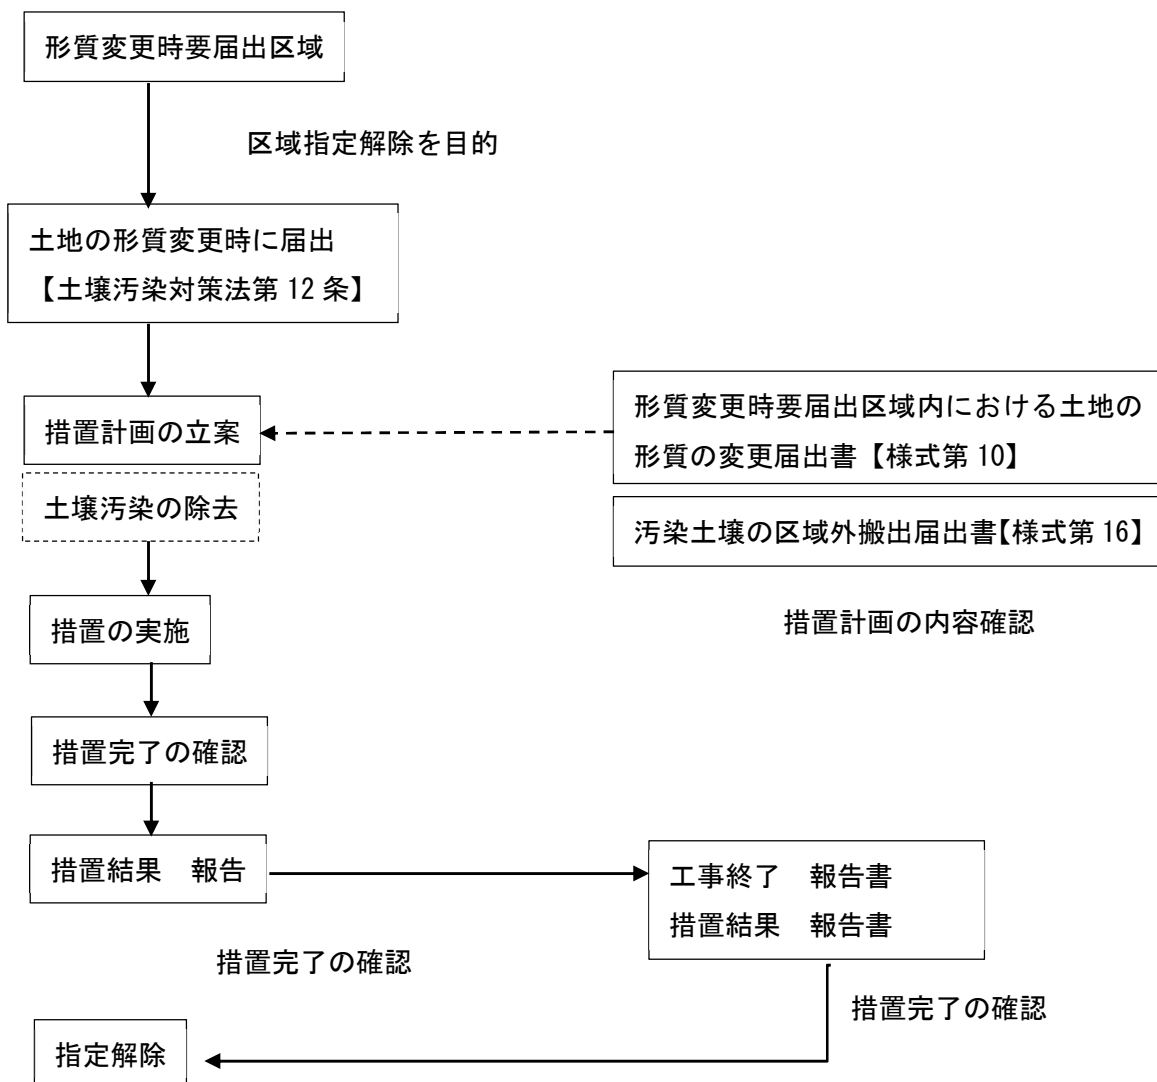 形質変更時要届出区域
区域指定解除を目的
土地の形質変更時に届出
【土壌汚染対策法第 12 条】
措置計画の立案
形質変更時要届出区域内における土地の
形質の変更届出書【様式第 10】
土壌汚染の除去
汚染土壌の区域外搬出届出書【様式第 16】
措置の実施
措置計画の内容確認
措置完了の確認
措置結果　報告
工事終了　報告書
措置結果　報告書
措置完了の確認
措置完了の確認
指定解除